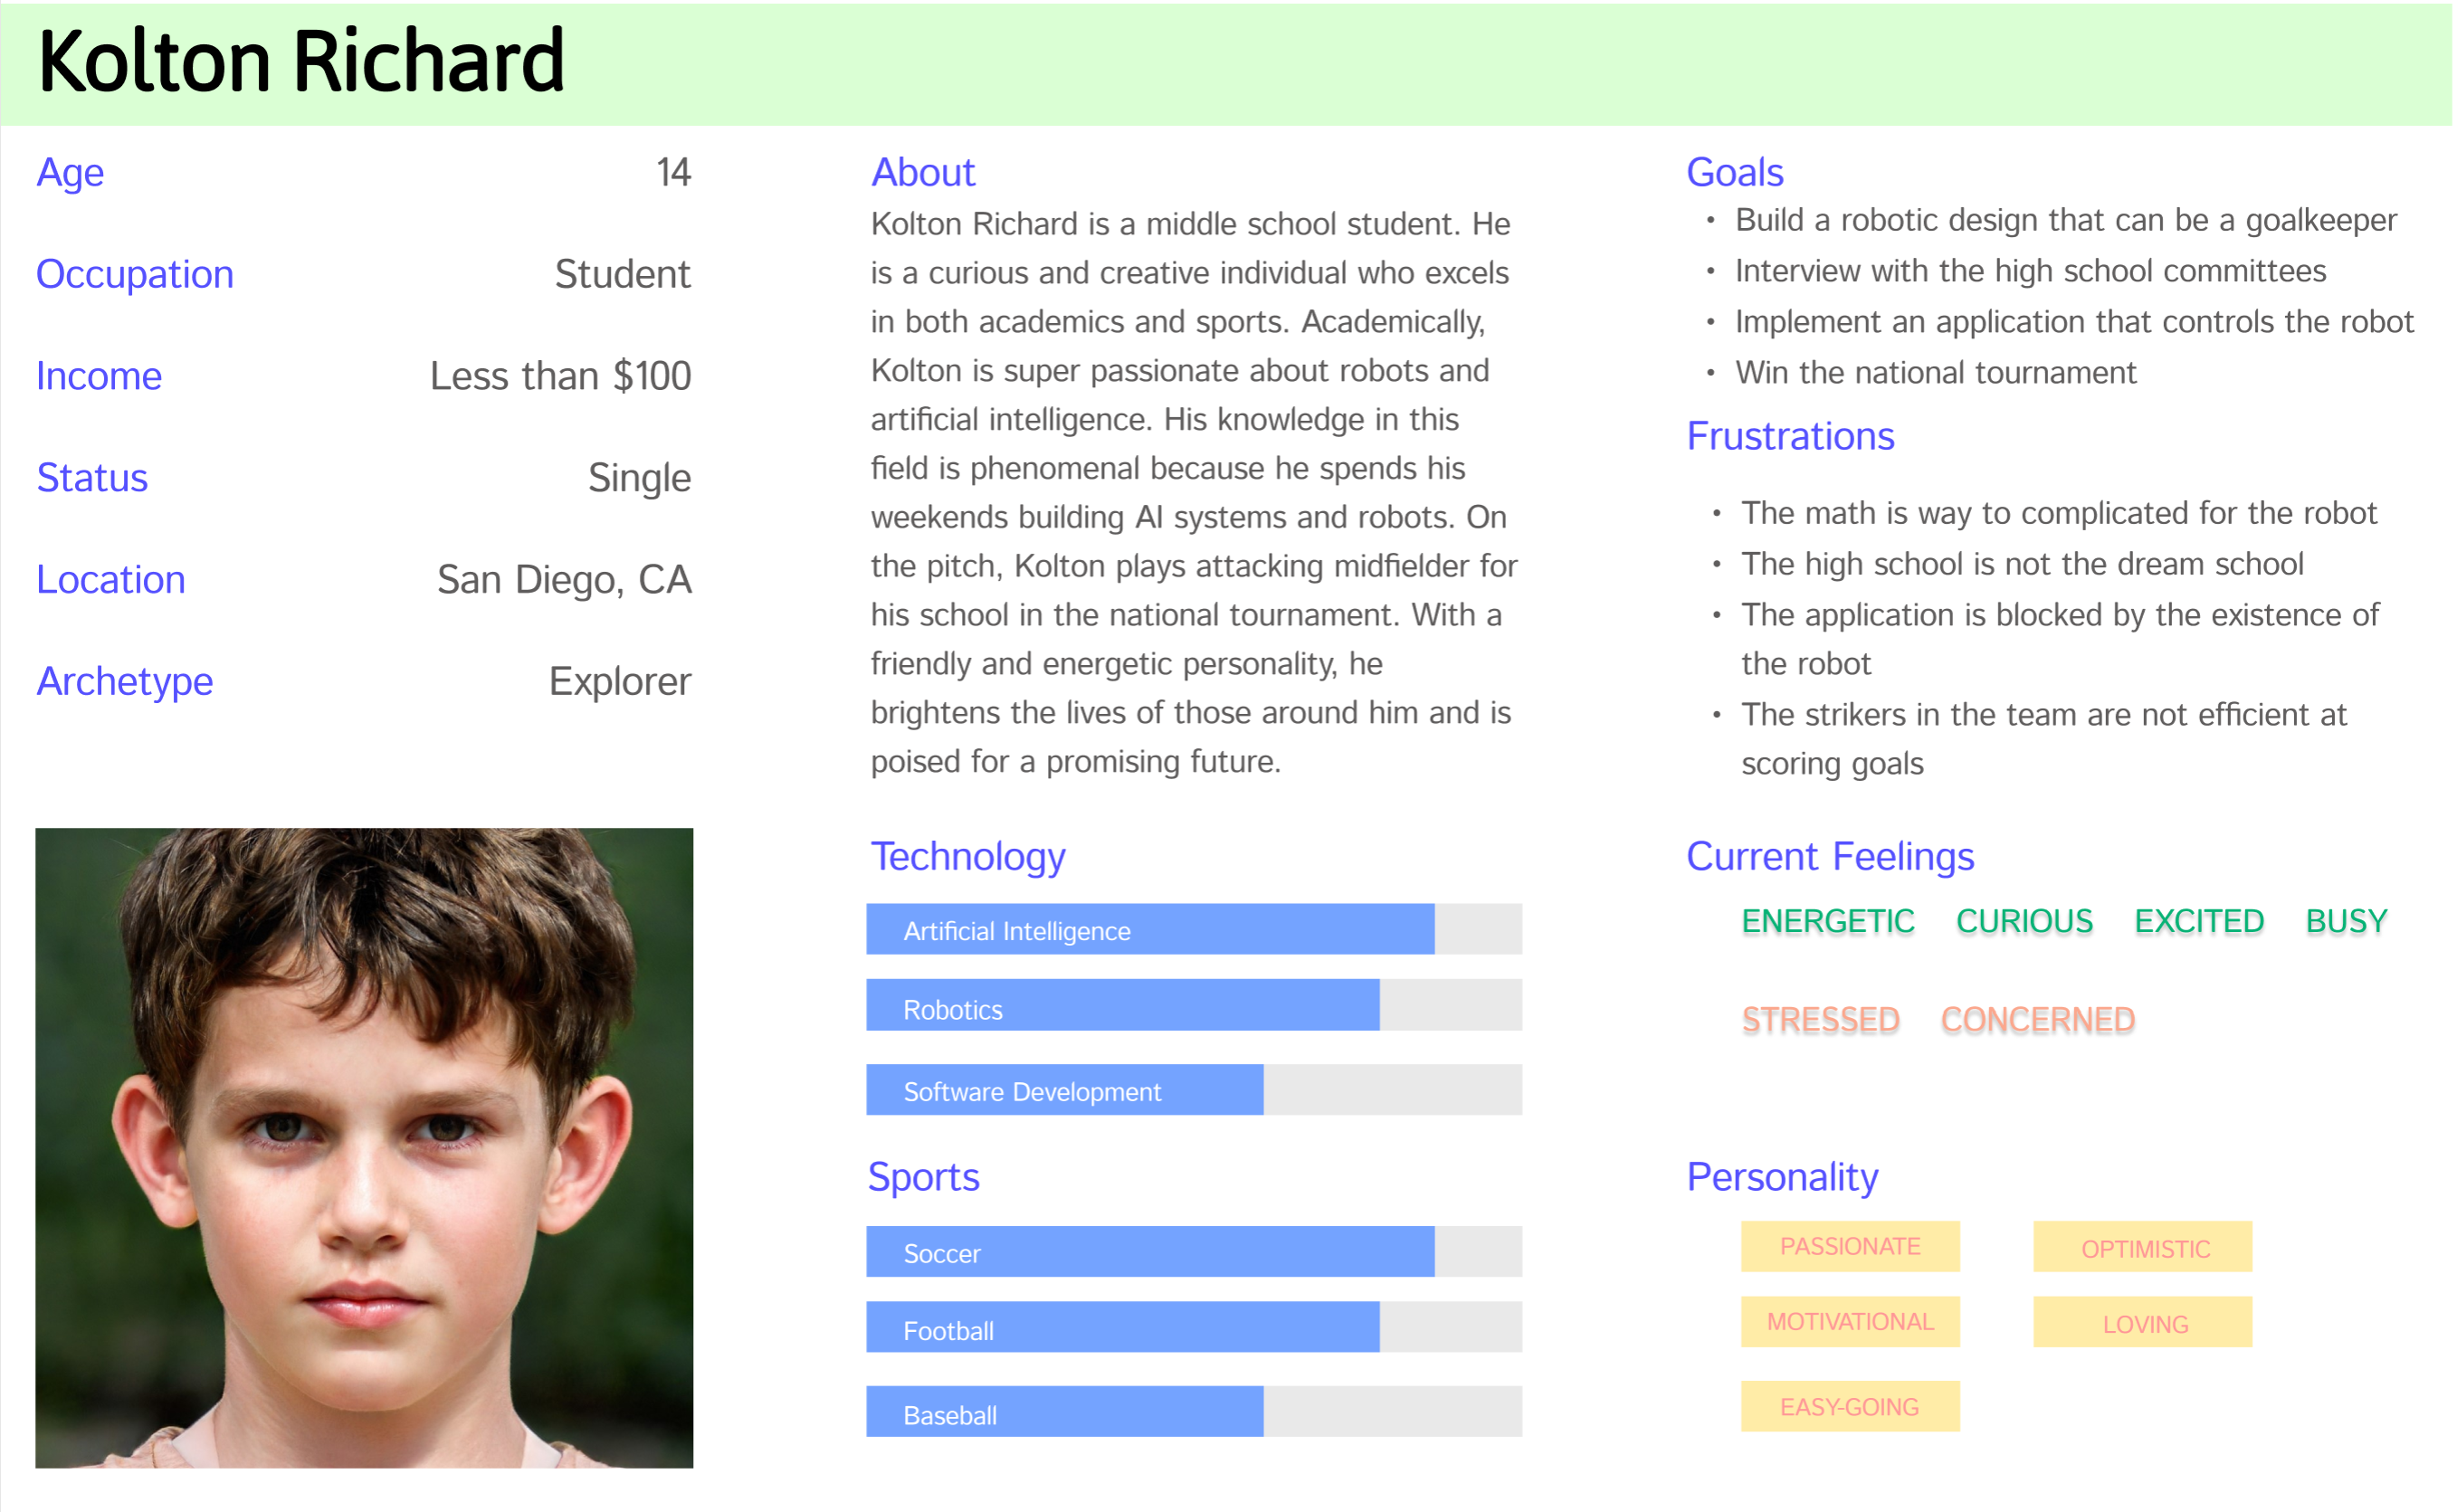 Kolton Richard
Age 14
Occupation Student
Income Less than $100
Status Single
Location San Diego, CA
Archetype Explorer
About
Kolton Richard is a middle school student. He
is a curious and creative individual who excels
in both academics and sports. Academically,
Kolton is super passionate about robots and
artificial intelligence. His knowledge in this
field is phenomenal because he spends his
weekends building AI systems and robots. On
the pitch, Kolton plays attacking midfielder for
his school in the national tournament. With a
friendly and energetic personality, he
brightens the lives of those around him and is
poised for a promising future.
Technology
Artificial Intelligence
Robotics
Software Development
Sports
Soccer
Football
Baseball
Goals
• Build a robotic design that can be a goalkeeper
• Interview with the high school committees
• Implement an application that controls the robot
• Win the national tournament
Frustrations
• The math is way to complicated for the robot
• The high school is not the dream school
• The application is blocked by the existence of
the robot
• The strikers in the team are not efficient at
scoring goals
Current Feelings
ENERGETIC CURIOUS EXCITED BUSY
STRESSED CONCERNED
Personality
PASSIONATE OPTIMISTIC
MOTIVATIONAL LOVING
EASY-GOING